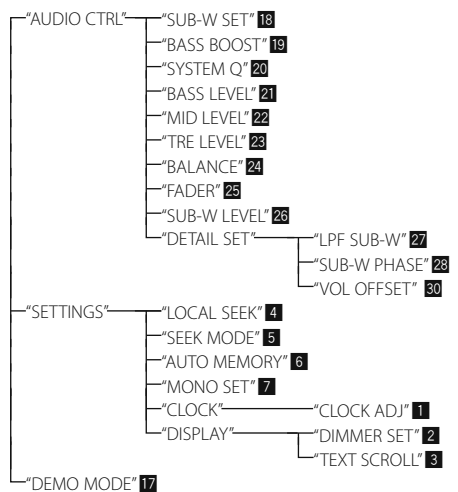 “AUDIO CTRL” “SUB-W SET” 18
“BASS BOOST” 19
“SYSTEM Q” 20
“BASS LEVEL” 21
“MID LEVEL” 22
“TRE LEVEL” 23
“BALANCE” 24
“FADER” 25
“SUB-W LEVEL” 26
“DETAIL SET” “LPF SUB-W” 27
“SUB-W PHASE” 28
“VOL OFFSET” 30
“SETTINGS” “LOCAL SEEK” 4
“SEEK MODE” 5
“AUTO MEMORY” 6
“MONO SET” 7
“CLOCK” “CLOCK ADJ” 1
“DISPLAY” “DIMMER SET” 2
“TEXT SCROLL” 3
“DEMO MODE” 17